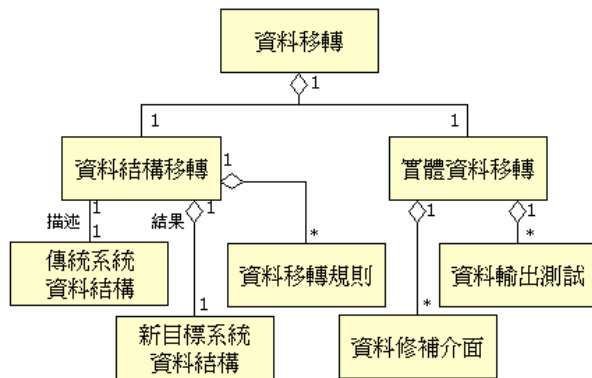 資料移轉
1
1
1
資料結構移轉
1
實體資料移轉
1
1
1
1
描述
1
結果
*
*
傳統系統
資料結構
資料移轉規則
資料輸出測試
1
*
新目標系統
資料結構
資料修補介面